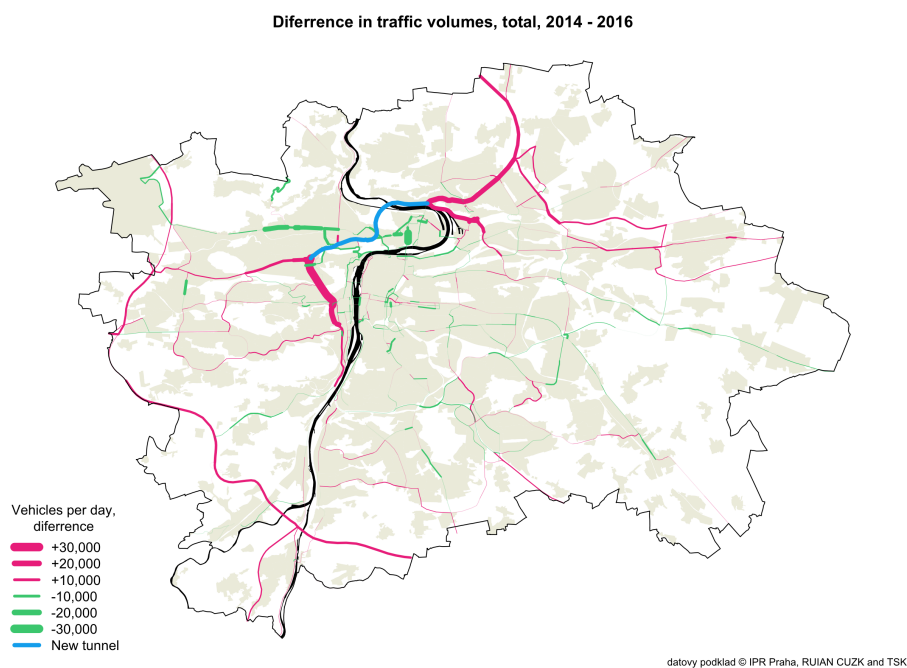 Diferrence in traffic volumes, total, 2014 - 2016
Vehicles per day,
diferrence
+30,000
+20,000
+10,000
-10,000
-20,000
-30,000
New tunnel
datovy podklad © IPR Praha, RUIAN CUZK and TSK